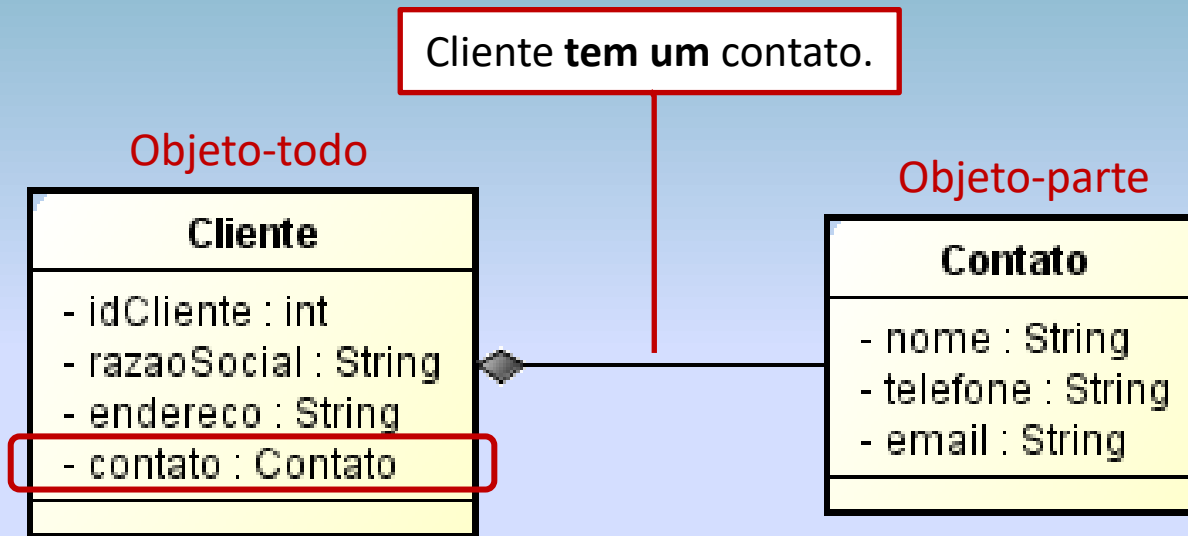 Cliente tem um contato.
Objeto-todo
Objeto-parte
Cliente
- idCliente : int
- razaoSocial : String
- endereco : String
- contato : Contato
Contato
- nome : String
- telefone : String
- email : String